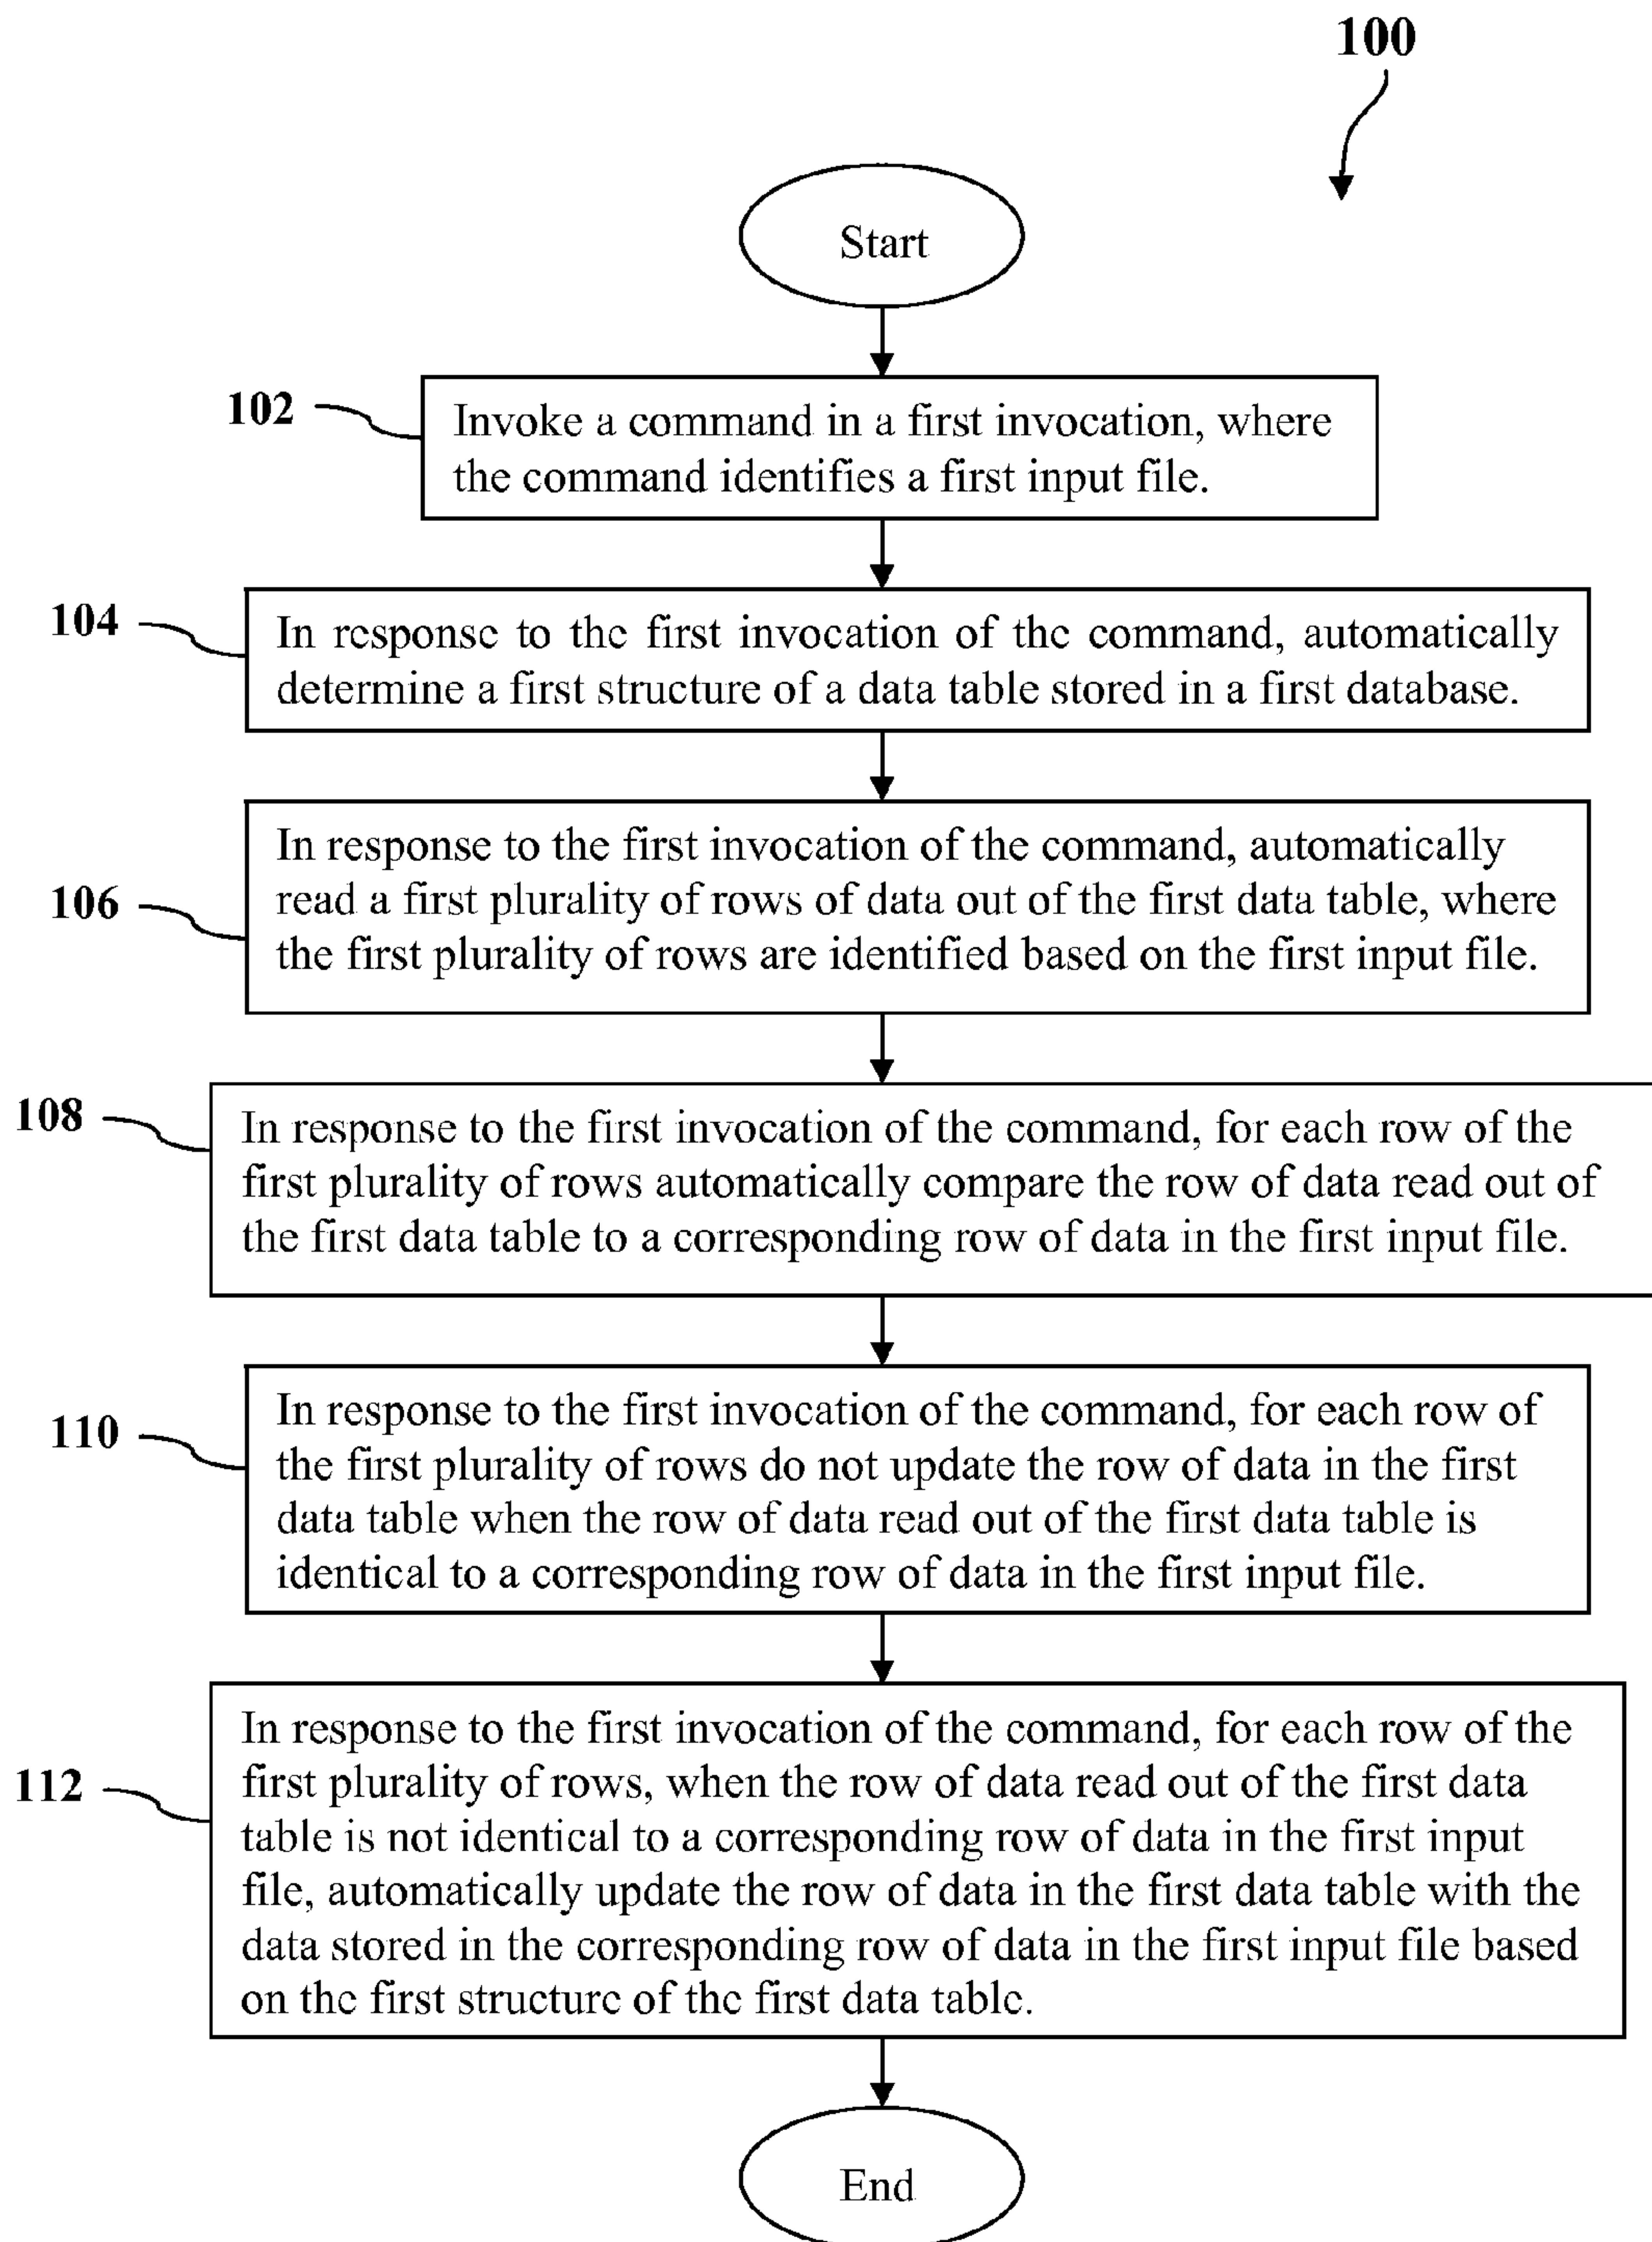 100
Start
102
Invoke a command in a first invocation, where
the command identifies a first input file.
104
In response to the first invocation of the command, automatically
determine a first structure of a data table stored in a first database.
106
In response to the first invocation of the command, automatically
read a first plurality of rows of data out of the first data table, where
the first plurality of rows are identified based on the first input file.
108
In response to the first invocation of the command, for each row of the
first plurality of rows automatically compare the row of data read out of
the first data table to a corresponding row of data in the first input file.
110
In response to the first invocation of the command, for each row of
the first plurality of rows do not update the row of data in the first
data table when the row of data read out of the first data table is
identical to a corresponding row of data in the first input file.
112
In response to the first invocation of the command, for each row of the
first plurality of rows, when the row of data read out of the first data
table is not identical to a corresponding row of data in the first input
file, automatically update the row of data in the first data table with the
data stored in the corresponding row of data in the first input file based
on the first structure of the first data table.
End